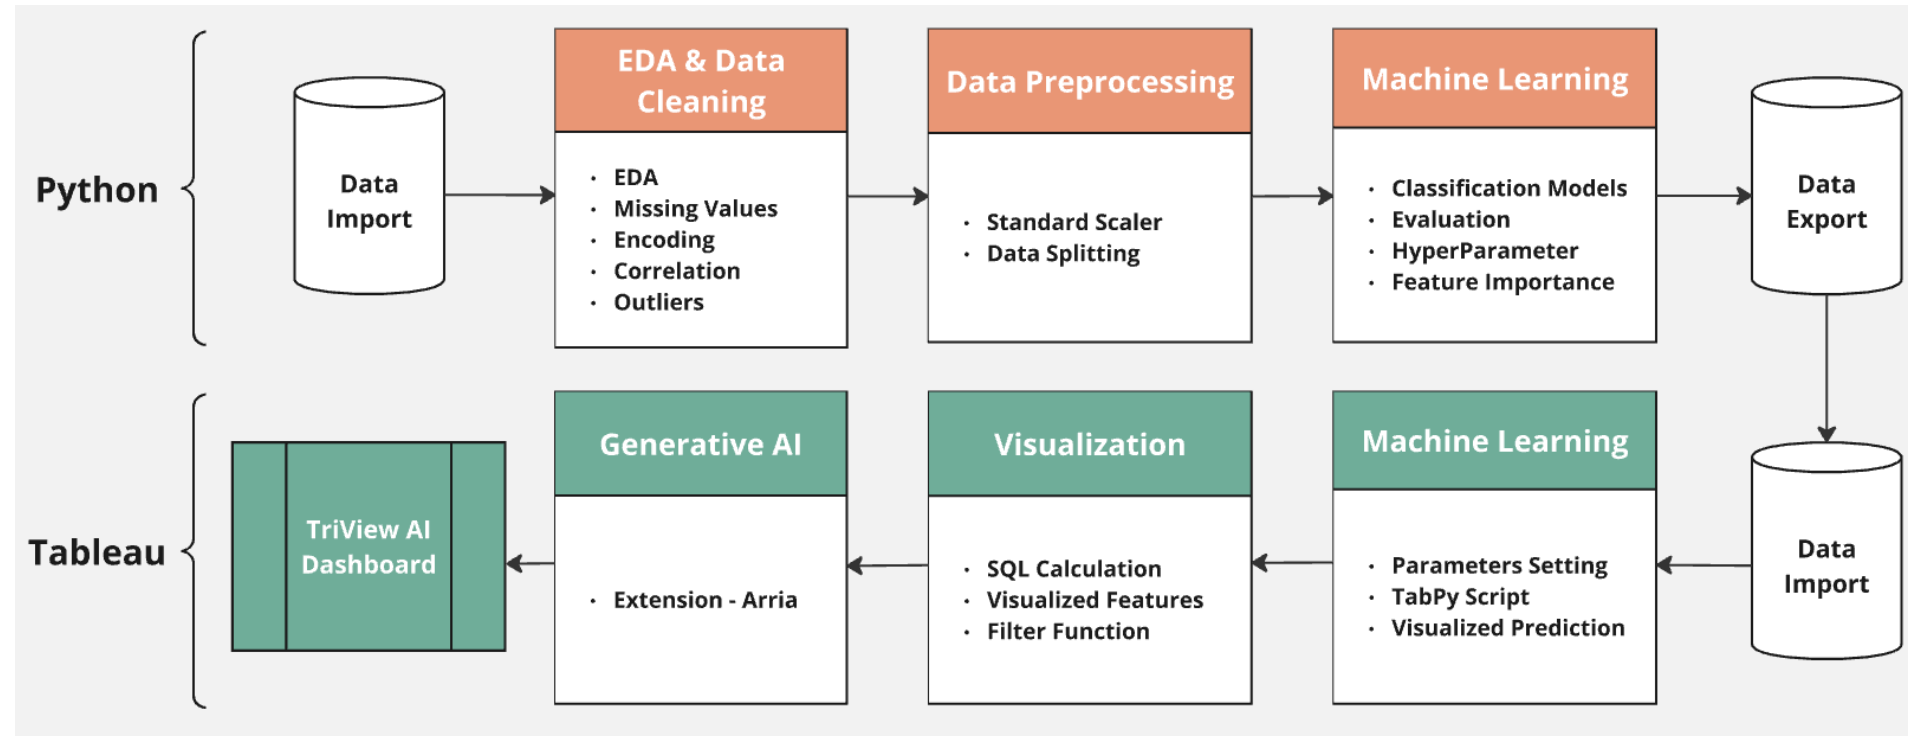 Python
Data
Import
EDA & Data
Cleaning
· EDA
· Missing Values
· Encoding
· Correlation
· Outliers
Data Preprocessing
· Standard Scaler
· Data Splitting
Machine Learning
· Classification Models
· Evaluation
· HyperParameter
· Feature Importance
Data
Export
Tableau
TriView AI
Dashboard
Generative AI
· Extension - Arria
Visualization
· SQL Calculation
· Visualized Features
· Filter Function
Machine Learning
· Parameters Setting
· TabPy Script
· Visualized Prediction
Data
Import